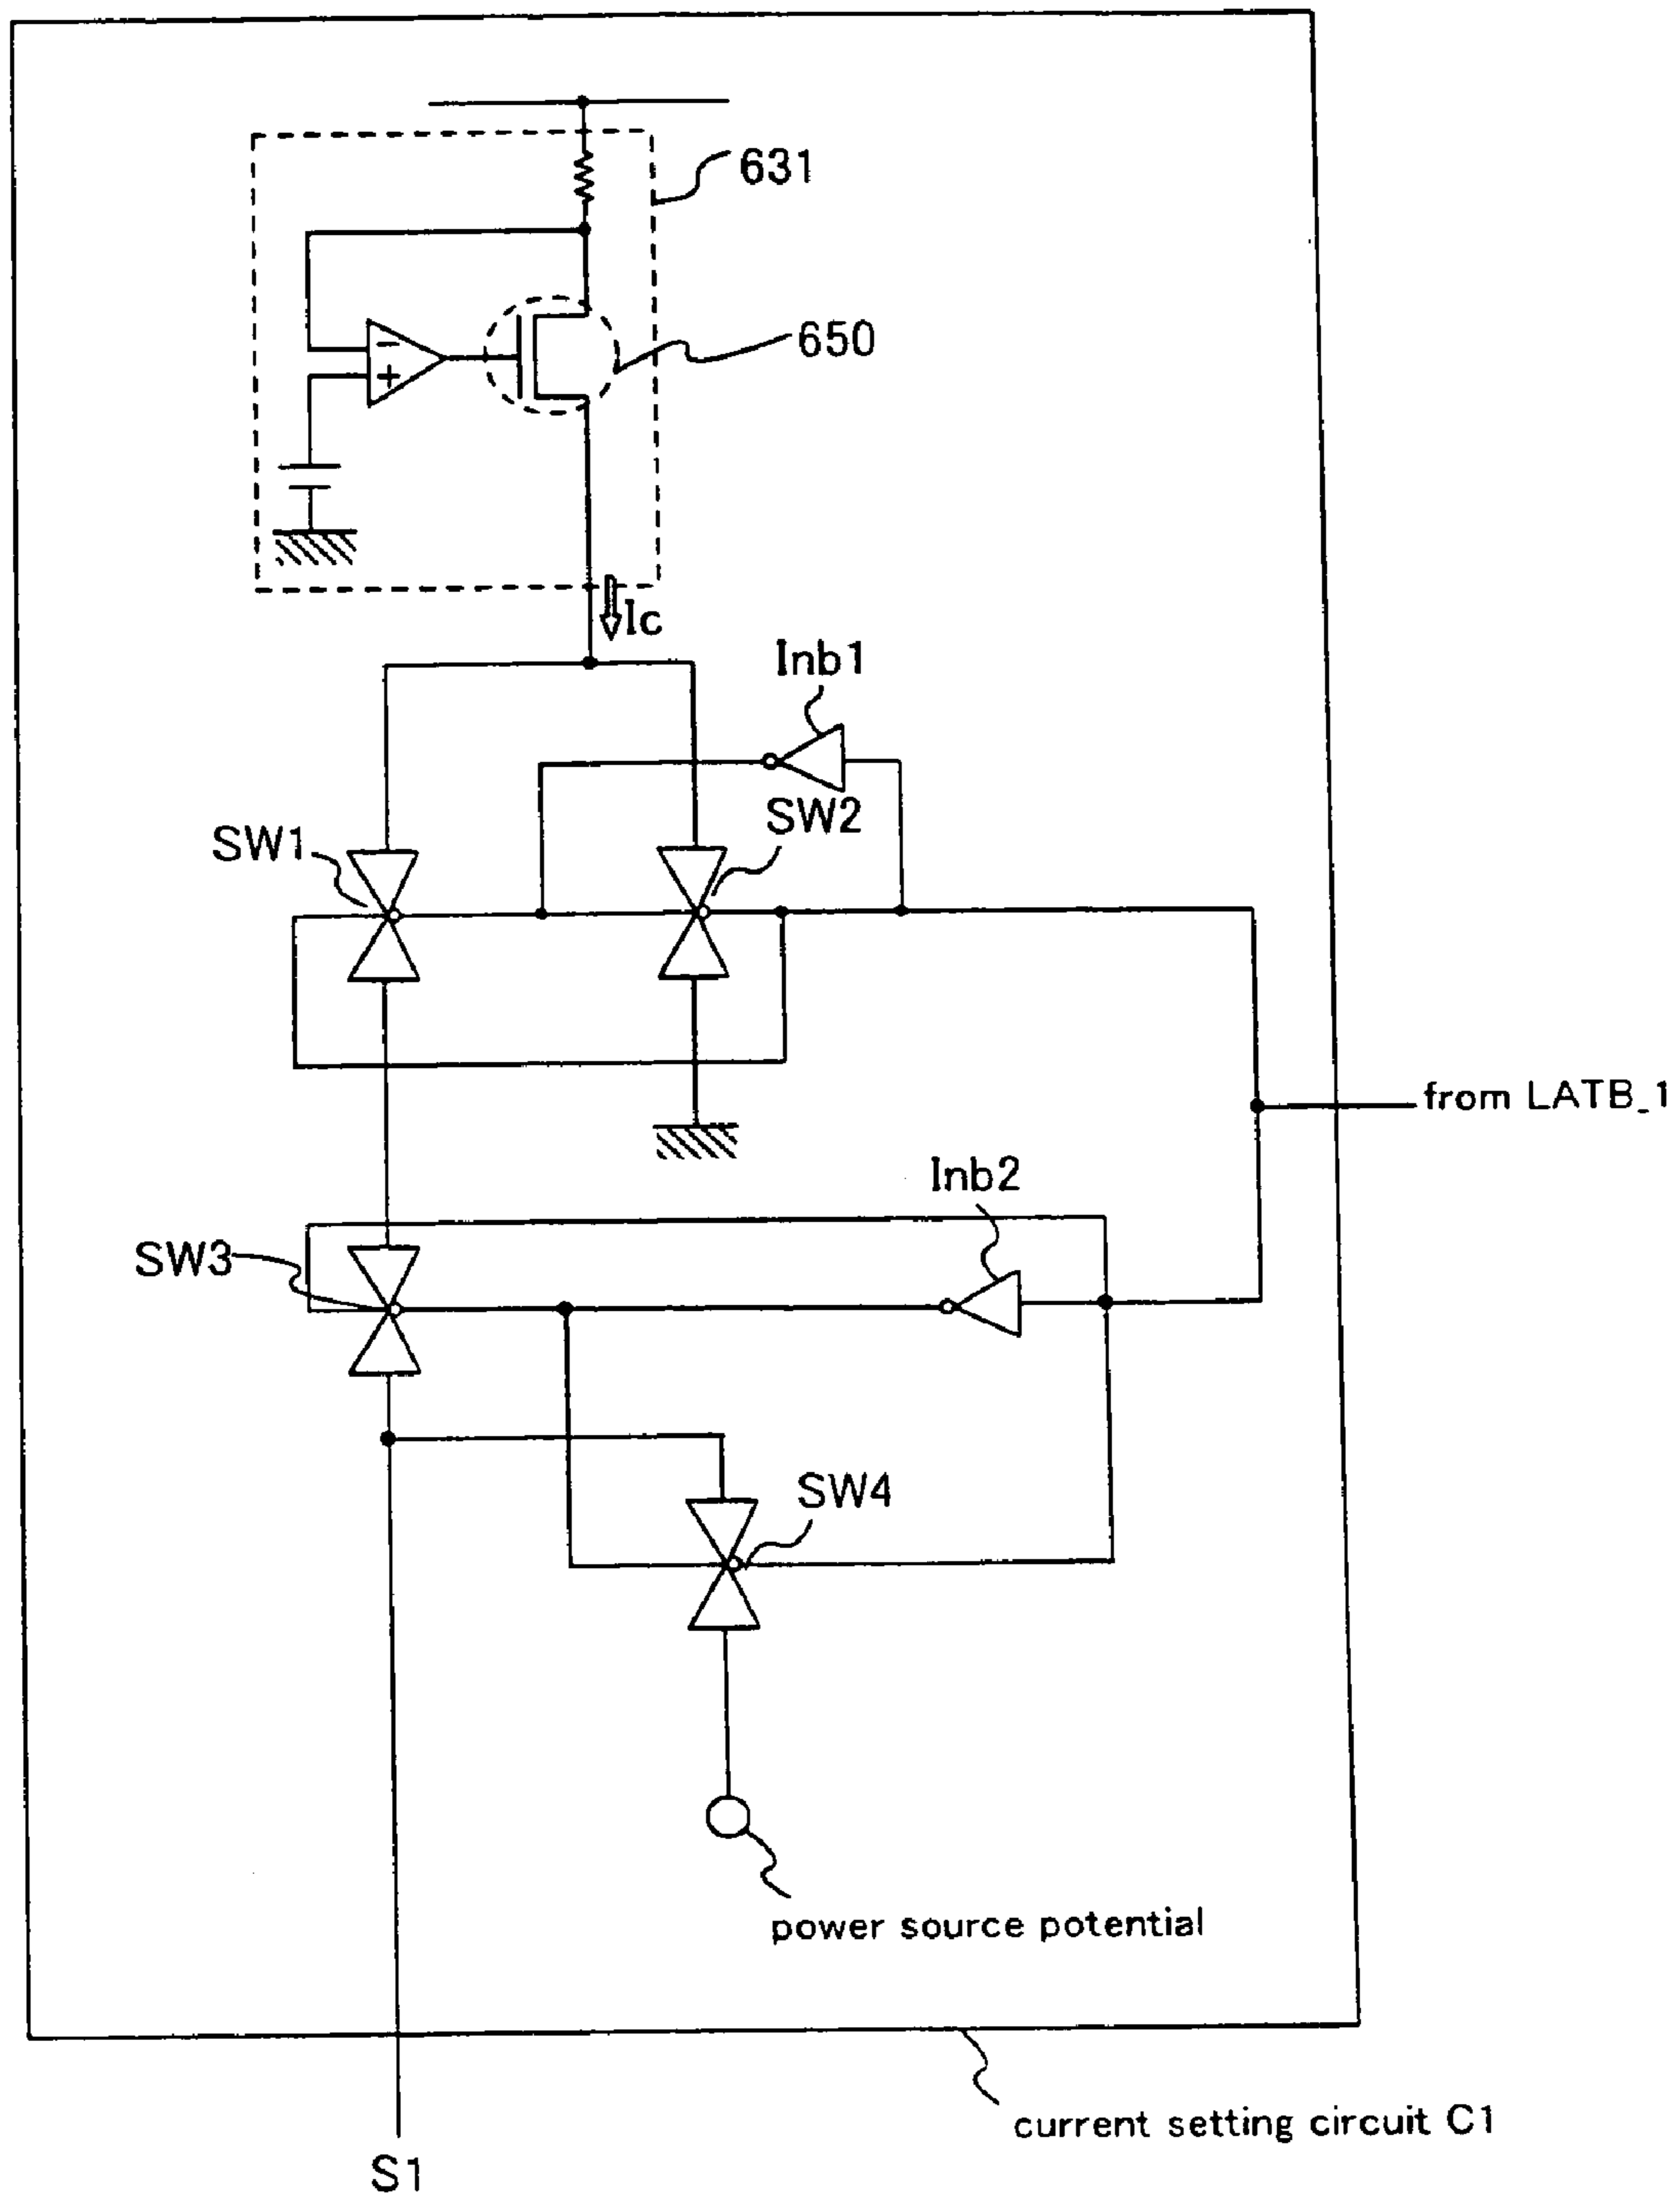 631
650
−
+
Ic
Inb1
SW2
SW1
from LATB_1
Inb2
SW3
SW4
power source potential
current setting circuit C1
S1